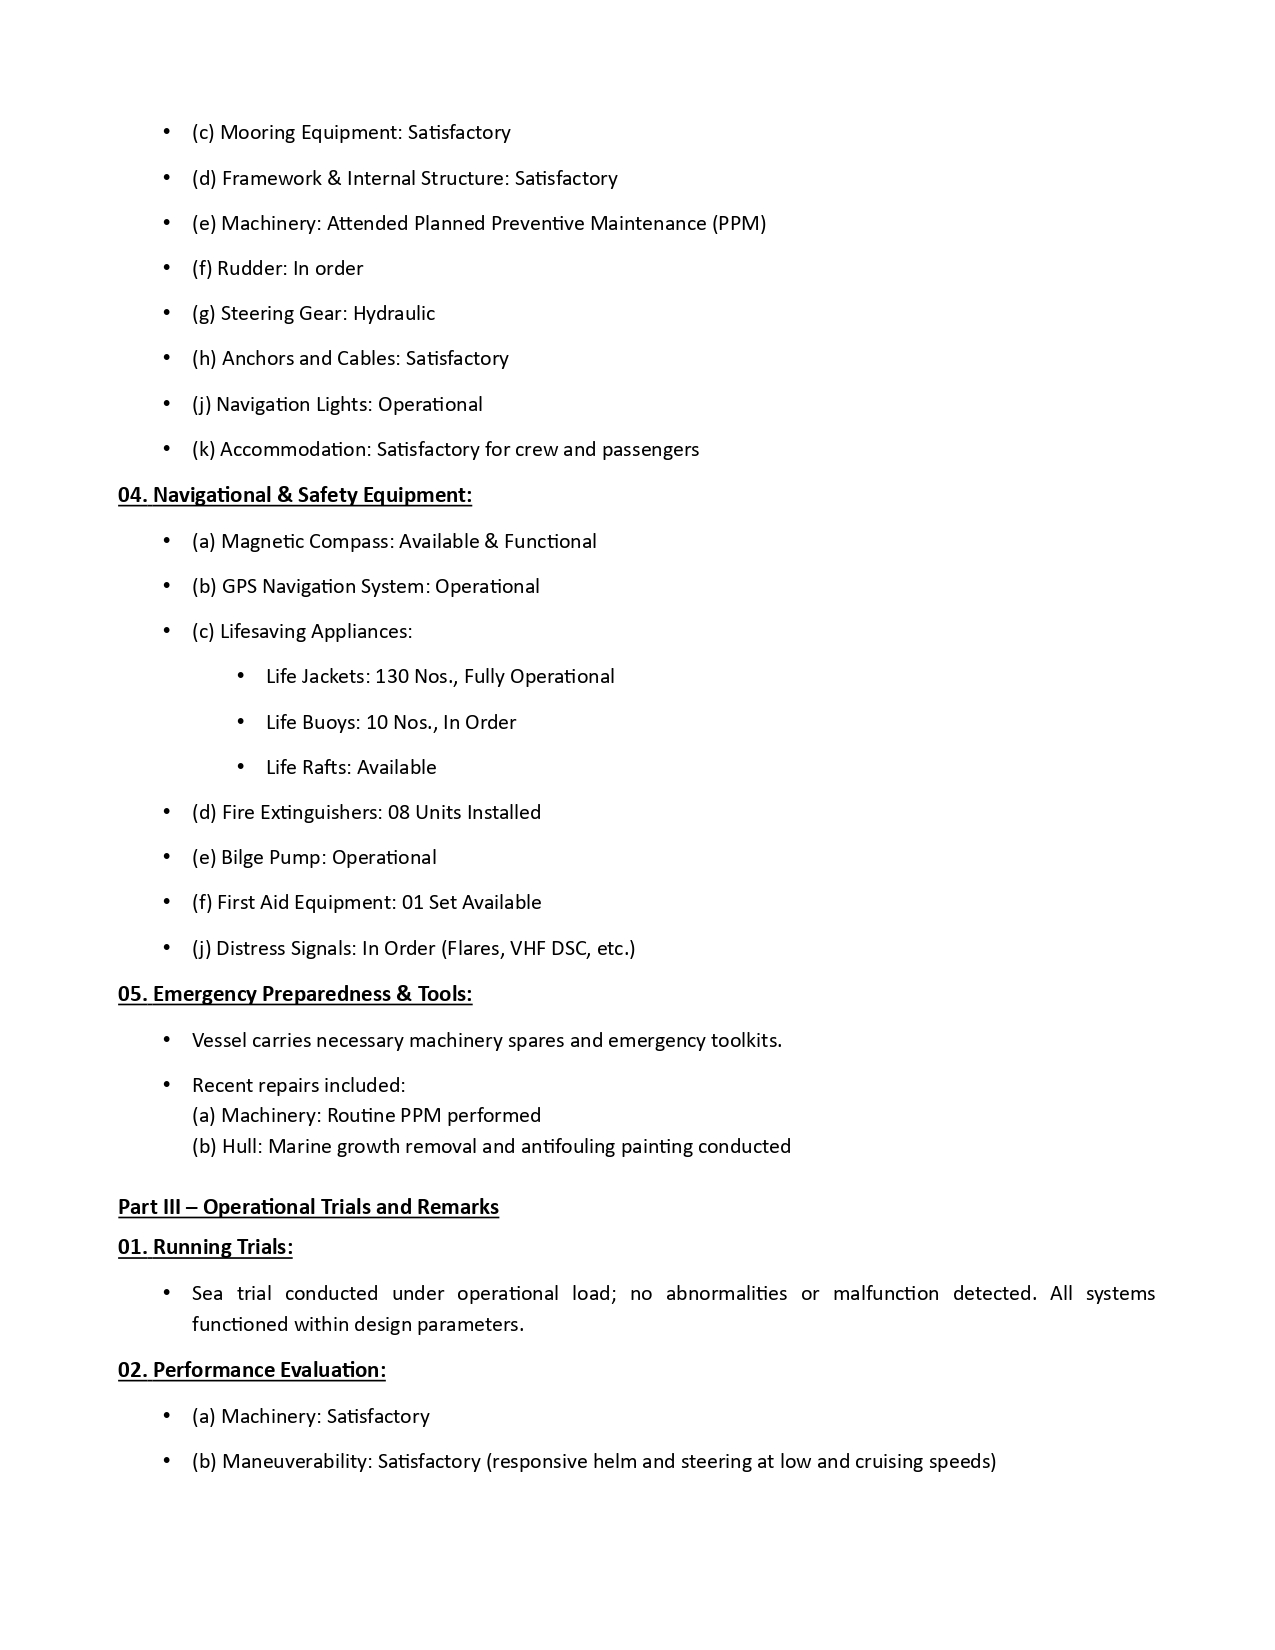 • (c) Mooring Equipment: Satisfactory
• (d) Framework & Internal Structure: Satisfactory
• (e) Machinery: Attended Planned Preventive Maintenance (PPM)
• (f) Rudder: In order
• (g) Steering Gear: Hydraulic
• (h) Anchors and Cables: Satisfactory
• (j) Navigation Lights: Operational
• (k) Accommodation: Satisfactory for crew and passengers
04. Navigational & Safety Equipment:
• (a) Magnetic Compass: Available & Functional
• (b) GPS Navigation System: Operational
• (c) Lifesaving Appliances:
• Life Jackets: 130 Nos., Fully Operational
• Life Buoys: 10 Nos., In Order
• Life Rafts: Available
• (d) Fire Extinguishers: 08 Units Installed
• (e) Bilge Pump: Operational
• (f) First Aid Equipment: 01 Set Available
• (j) Distress Signals: In Order (Flares, VHF DSC, etc.)
05. Emergency Preparedness & Tools:
• Vessel carries necessary machinery spares and emergency toolkits.
• Recent repairs included:
(a) Machinery: Routine PPM performed
(b) Hull: Marine growth removal and antifouling painting conducted
Part III – Operational Trials and Remarks
01. Running Trials:
• Sea trial conducted under operational load; no abnormalities or malfunction detected. All systems
functioned within design parameters.
02. Performance Evaluation:
• (a) Machinery: Satisfactory
• (b) Maneuverability: Satisfactory (responsive helm and steering at low and cruising speeds)